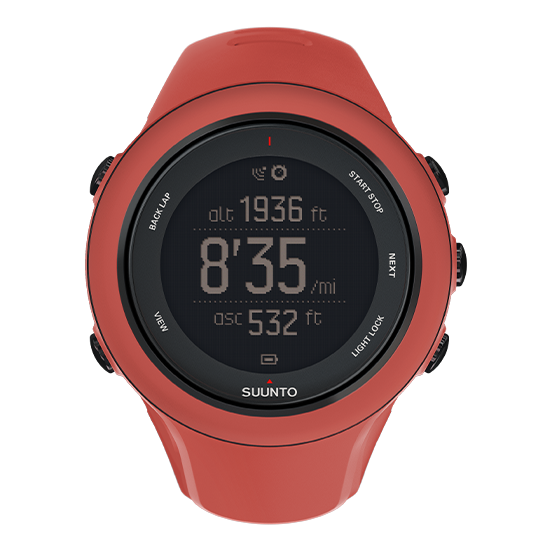 BACK LAP
START STOP
alt 1936 ft
8'35 /mi
NEXT
asc 532 ft
VIEW
LIGHT LOCK
SUUNTO